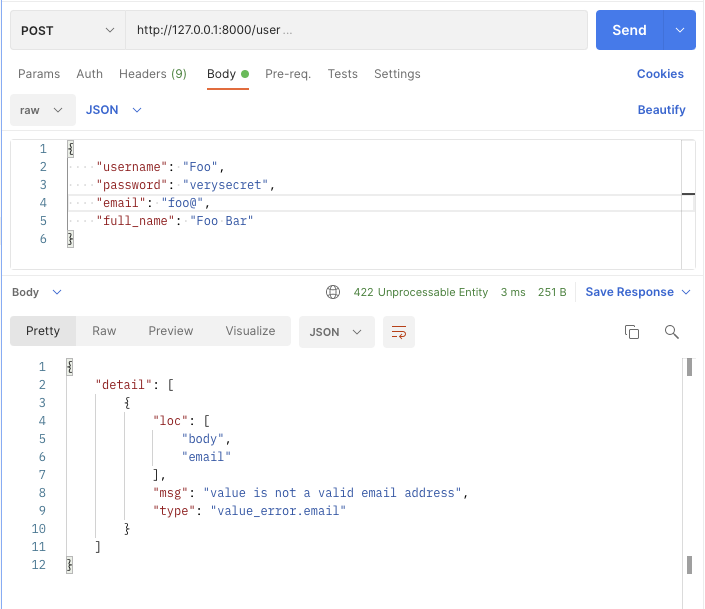 POST http://127.0.0.1:8000/user ... Send
Params Auth Headers (9) Body Pre-req. Tests Settings Cookies
raw JSON Beautify
1 {
2 "username": "Foo",
3 "password": "verysecret",
4 "email": "foo@",
5 "full_name": "Foo Bar"
6 }
Body 422 Unprocessable Entity 3 ms 251 B Save Response
Pretty Raw Preview Visualize JSON
1 {
2 "detail": [
3 {
4 "loc": [
5 "body",
6 "email"
7 ],
8 "msg": "value is not a valid email address",
9 "type": "value_error.email"
10 }
11 ]
12 }